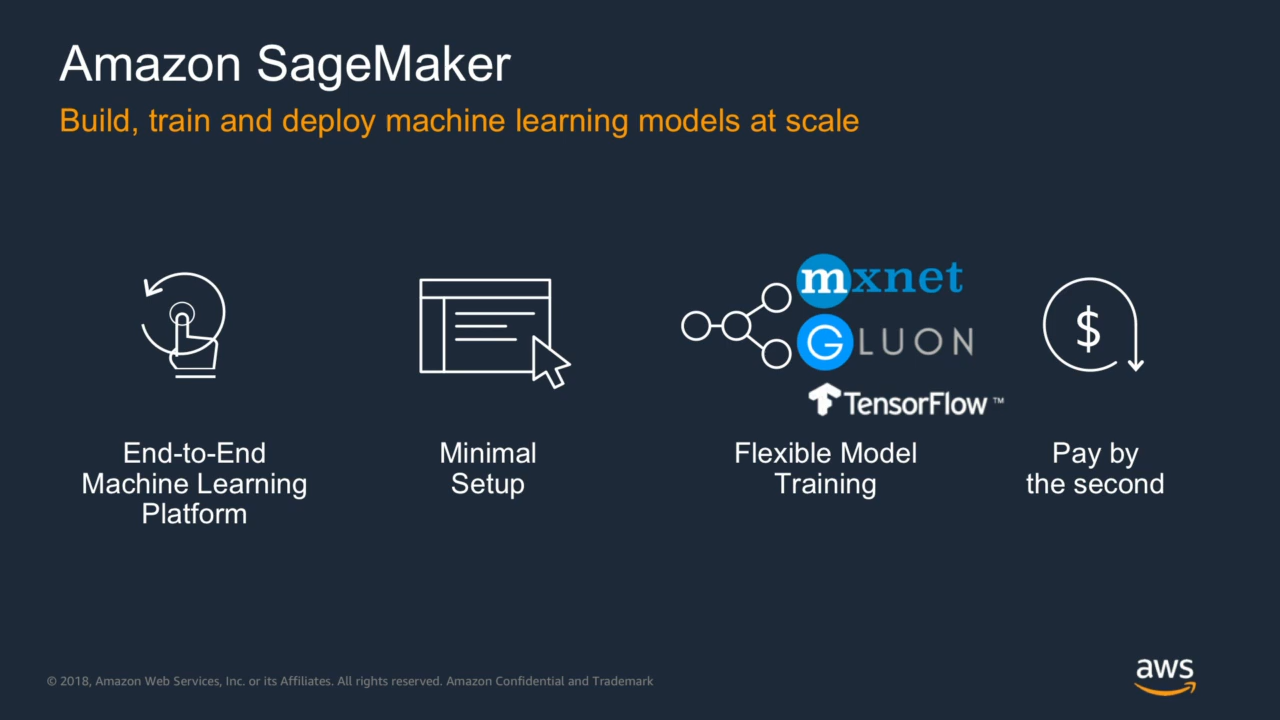 Amazon SageMaker
Build, train and deploy machine learning models at scale
mxnet
GLUON
TensorFlow™
$
End-to-End
Machine Learning
Platform
Minimal
Setup
Flexible Model
Training
Pay by
the second
© 2018, Amazon Web Services, Inc. or its Affiliates. All rights reserved. Amazon Confidential and Trademark
aws